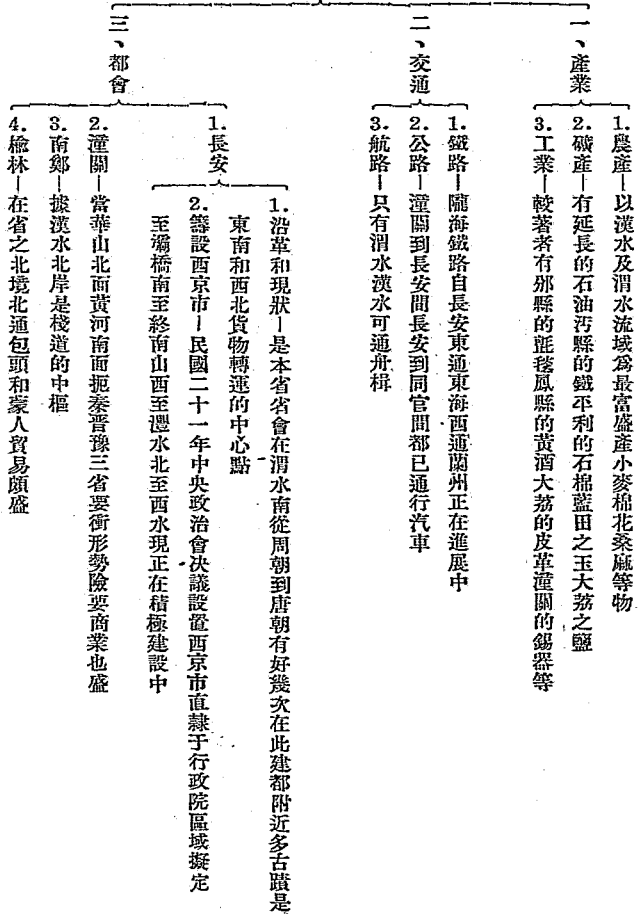 一、產業
1.農產—以漢水及渭水流域爲最富盛產小麥棉花桑麻等物
2.礦產—有延長的石油沔縣的鐵平利的石棉藍田之玉大荔之鹽
3.工業—較著者有邠縣的氈毯鳳縣的黃酒大荔的皮革潼關的錫器等
二、交通
1.鐵路—隴海鐵路自長安東通東海西通蘭州正在進展中
2.公路—潼關到長安間長安到同官間都已通行汽車
3.航路—只有渭水漢水可通舟楫
三、都會
1.長安
1.沿革和現狀—是本省省會在渭水南從周朝到唐朝有好幾次在此建都附近多古蹟是
東南和西北貨物轉運的中心點
2.籌設西京市—民國二十一年中央政治會決議設置西京市直隸于行政院區域擬定
至灞橋南至終南山西至灃水北至西水現正在積極建設中
2.潼關—當華山北面黃河南面扼秦晉豫三省要衝形勢險要商業也盛
3.南鄭—據漢水北岸是棧道的中樞
4.榆林—在省之北境北通包頭和蒙人貿易頗盛